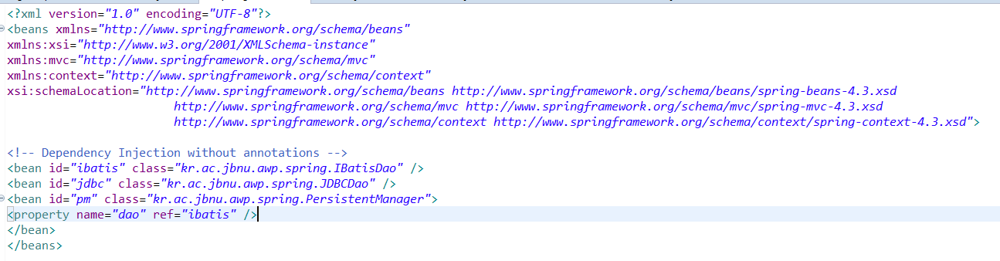 <?xml version="1.0" encoding="UTF-8"?>
<beans xmlns="http://www.springframework.org/schema/beans"
xmlns:xsi="http://www.w3.org/2001/XMLSchema-instance"
xmlns:mvc="http://www.springframework.org/schema/mvc"
xmlns:context="http://www.springframework.org/schema/context"
xsi:schemaLocation="http://www.springframework.org/schema/beans http://www.springframework.org/schema/beans/spring-beans-4.3.xsd
http://www.springframework.org/schema/mvc http://www.springframework.org/schema/mvc/spring-mvc-4.3.xsd
http://www.springframework.org/schema/context http://www.springframework.org/schema/context/spring-context-4.3.xsd">
<!-- Dependency Injection without annotations -->
<bean id="ibatis" class="kr.ac.jbnu.awp.spring.IBatisDao" />
<bean id="jdbc" class="kr.ac.jbnu.awp.spring.JDBCDao" />
<bean id="pm" class="kr.ac.jbnu.awp.spring.PersistentManager">
<property name="dao" ref="ibatis" />
</bean>
</beans>